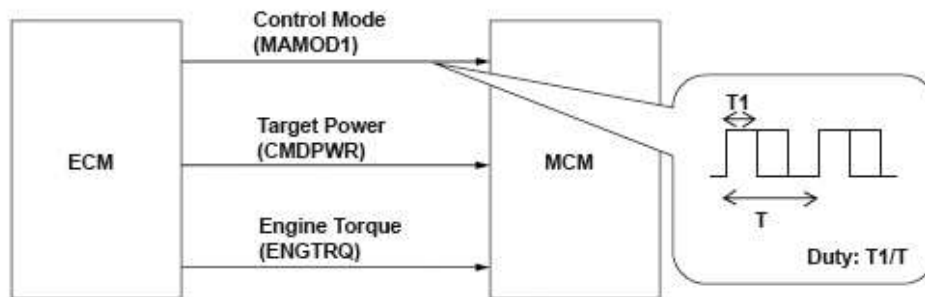 Control Mode
(MAMOD1)
ECM
Target Power
(CMDPWR)
Engine Torque
(ENGTRQ)
MCM
T1
T
Duty: T1/T